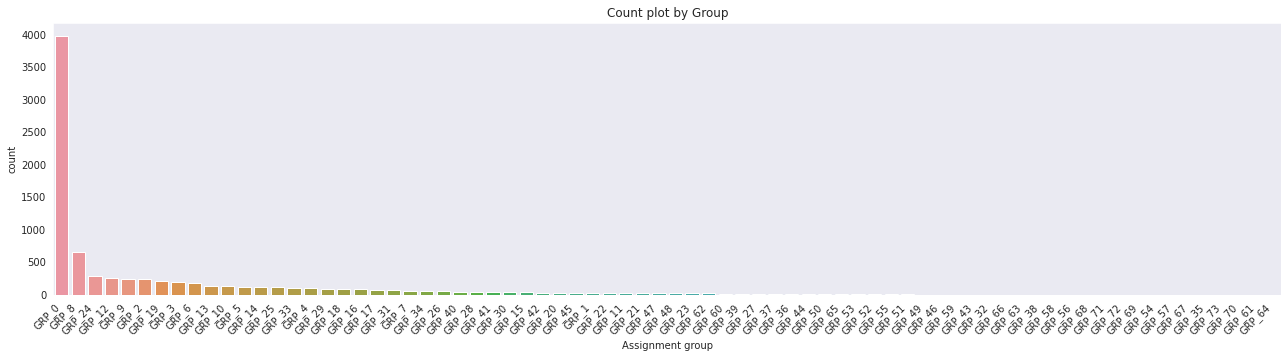 Count plot by Group
count
4000
3500
3000
2500
2000
1500
1000
500
0
GRP_0
GRP_8
GRP_24
GRP_12
GRP_9
GRP_2
GRP_19
GRP_3
GRP_6
GRP_13
GRP_10
GRP_5
GRP_14
GRP_25
GRP_33
GRP_4
GRP_29
GRP_18
GRP_16
GRP_17
GRP_31
GRP_7
GRP_34
GRP_26
GRP_40
GRP_28
GRP_41
GRP_30
GRP_15
GRP_42
GRP_20
GRP_45
GRP_1
GRP_22
GRP_11
GRP_21
GRP_47
GRP_48
GRP_23
GRP_62
GRP_60
GRP_39
GRP_27
GRP_37
GRP_36
GRP_44
GRP_50
GRP_65
GRP_53
GRP_52
GRP_55
GRP_51
GRP_49
GRP_46
GRP_59
GRP_43
GRP_32
GRP_66
GRP_63
GRP_38
GRP_58
GRP_56
GRP_68
GRP_71
GRP_72
GRP_69
GRP_54
GRP_57
GRP_67
GRP_35
GRP_73
GRP_70
GRP_61
GRP_64
Assignment group